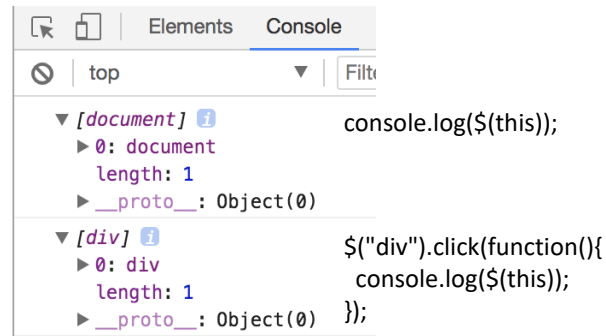 Elements Console
top ▼ Filte
▼ [document] i
▶ 0: document
length: 1
▶ __proto__: Object(0)
console.log($(this));
▼ [div] i
▶ 0: div
length: 1
▶ __proto__: Object(0)
$("div").click(function(){
console.log($(this));
});